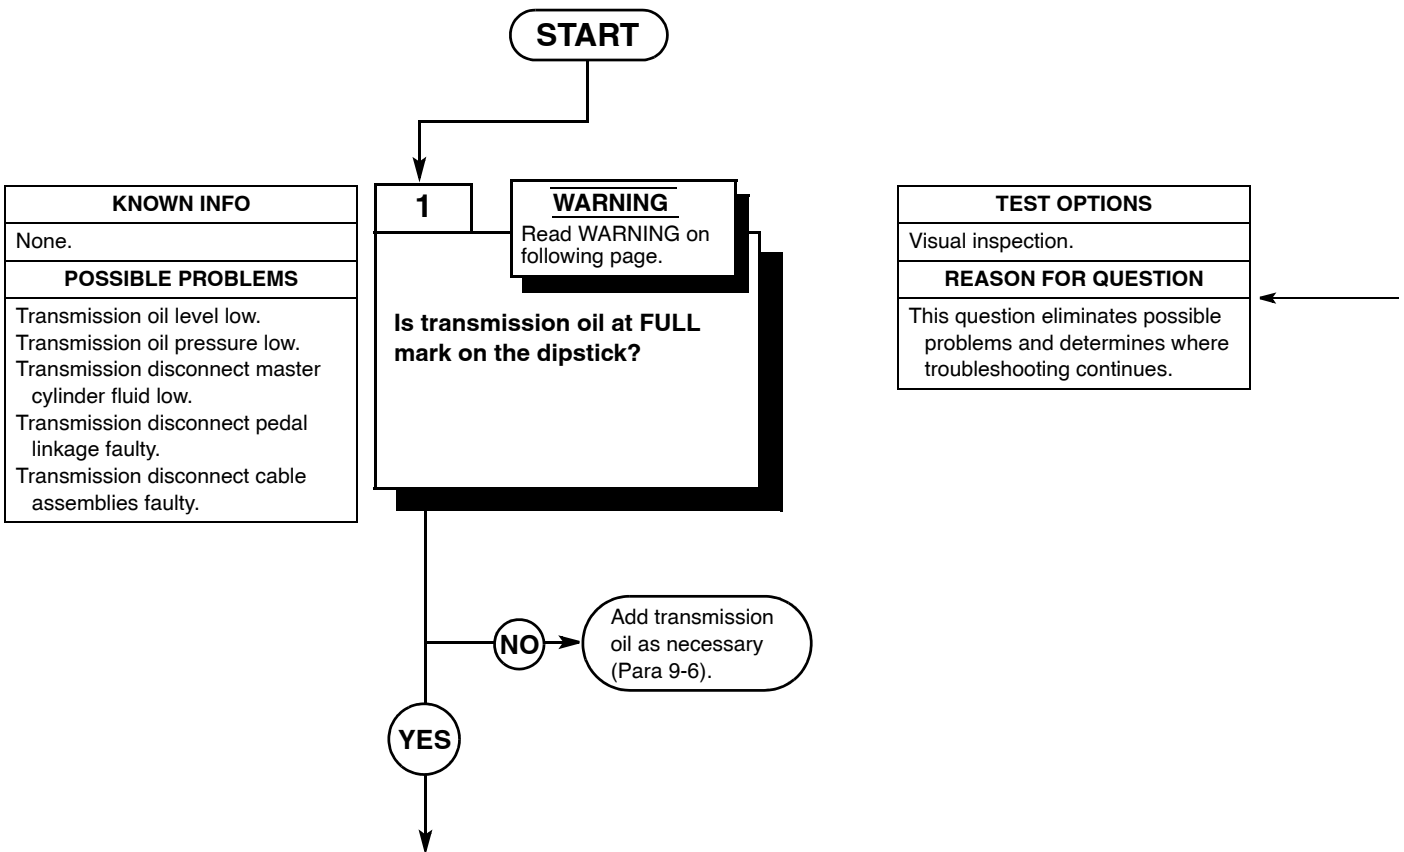 START
KNOWN INFO
None.
POSSIBLE PROBLEMS
Transmission oil level low.
Transmission oil pressure low.
Transmission disconnect master
cylinder fluid low.
Transmission disconnect pedal
linkage faulty.
Transmission disconnect cable
assemblies faulty.
1
WARNING
Read WARNING on
following page.
Is transmission oil at FULL
mark on the dipstick?
TEST OPTIONS
Visual inspection.
REASON FOR QUESTION
This question eliminates possible
problems and determines where
troubleshooting continues.
NO
Add transmission
oil as necessary
(Para 9-6).
YES